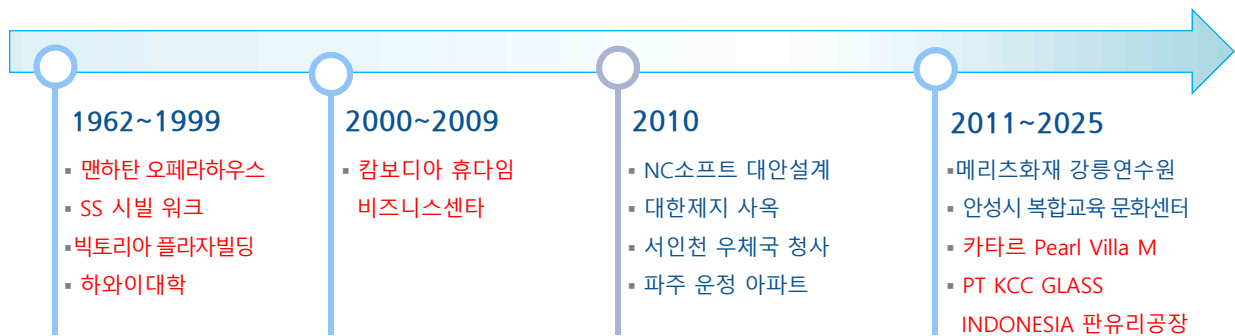 1962~1999
▪ 맨하탄 오페라하우스
▪ SS 시빌 워크
▪빅토리아 플라자빌딩
▪ 하와이대학
2000~2009
▪ 캄보디아 휴다임
비즈니스센타
2010
▪ NC소프트 대안설계
▪ 대한제지 사옥
▪ 서인천 우체국 청사
▪ 파주 운정 아파트
2011~2025
▪메리츠화재 강릉연수원
▪ 안성시 복합교육 문화센터
▪ 카타르 Pearl Villa M
▪ PT KCC GLASS
INDONESIA 판유리공장